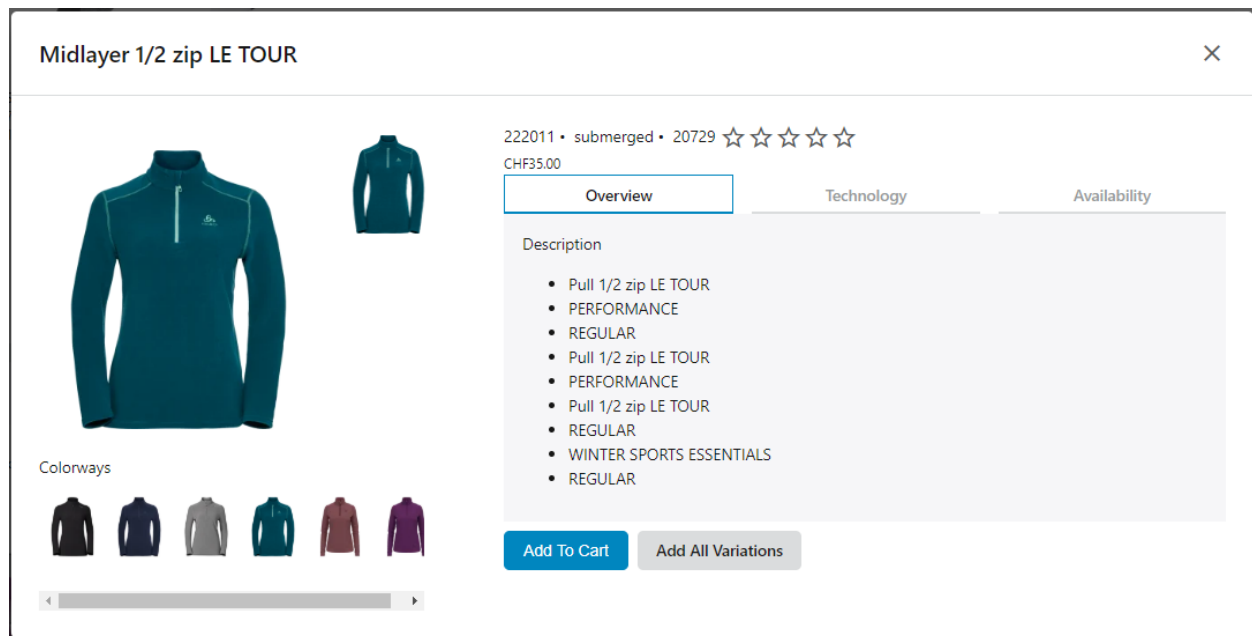 Midlayer 1/2 zip LE TOUR
222011 • submerged • 20729
CHF35.00
Overview
Technology
Availability
Description
• Pull 1/2 zip LE TOUR
• PERFORMANCE
• REGULAR
• Pull 1/2 zip LE TOUR
• PERFORMANCE
• Pull 1/2 zip LE TOUR
• REGULAR
• WINTER SPORTS ESSENTIALS
• REGULAR
Colorways
Add To Cart
Add All Variations